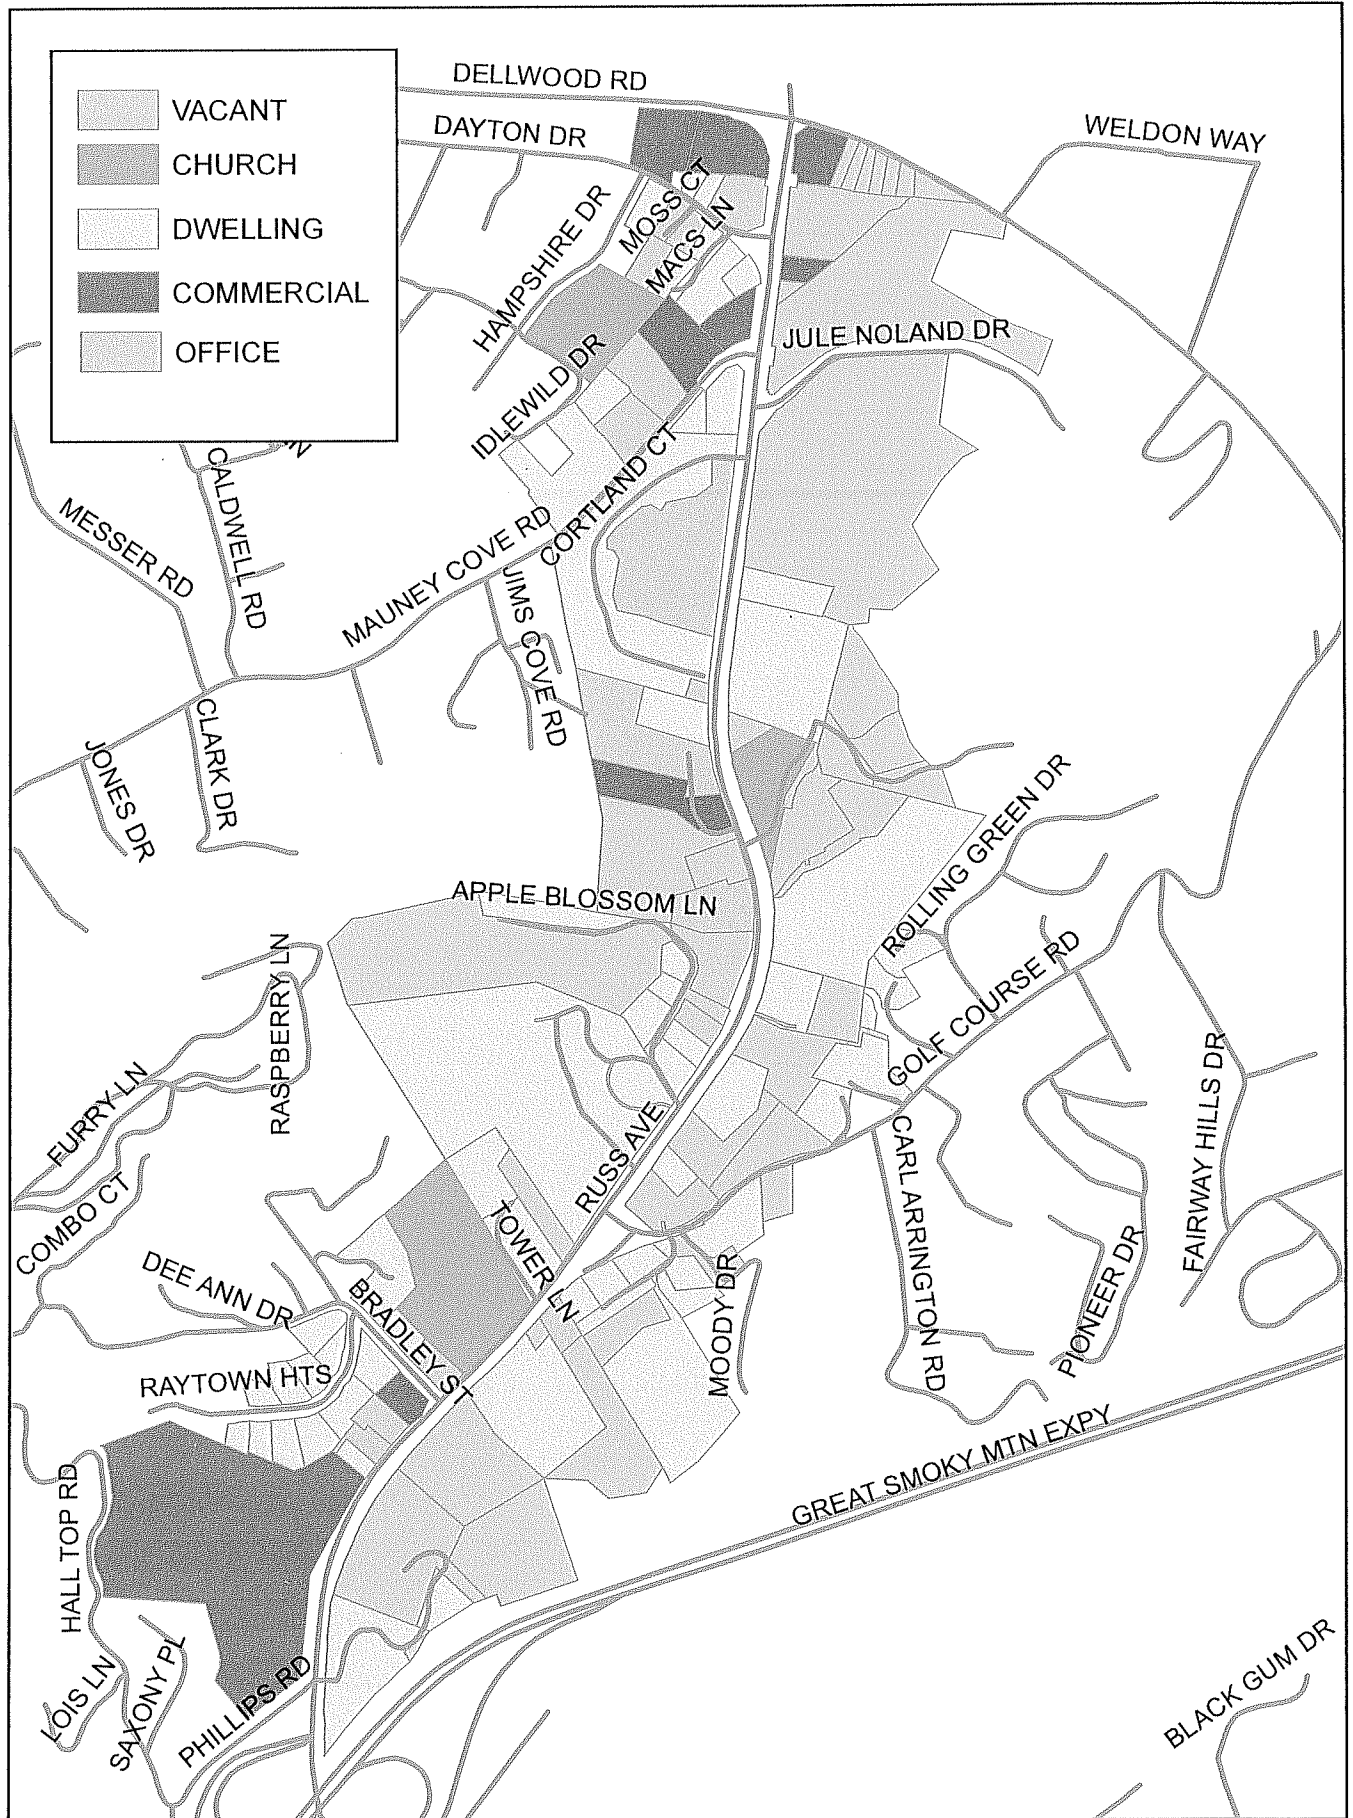 DELLWOOD RD
VACANT
DAYTON DR
WELDON WAY
CHURCH
DWELLING
MOSS CT
HAMPSHIRE DR
MACS LN
COMMERCIAL
OFFICE
JULE NOLAND DR
IDLEWILD DR
CORTLAND CT
CALDWELL RD
MESSER RD
MAUNEY COVE RD
JIMS COVE RD
CLARK DR
JONES DR
ROLLING GREEN DR
APPLE BLOSSOM LN
RASPBERRY LN
GOLF COURSE RD
FURRY LN
RUSS AVE
CARL ARRINGTON RD
FAIRWAY HILLS DR
COMBO CT
TOWER LN
DEE ANN DR
BRADLEY ST
MOODY DR
PIONEER DR
RAYTOWN HTS
GREAT SMOKY MTN EXPY
HALL TOP RD
LOIS LN
SAXONY PL
PHILLIPS RD
BLACK GUM DR